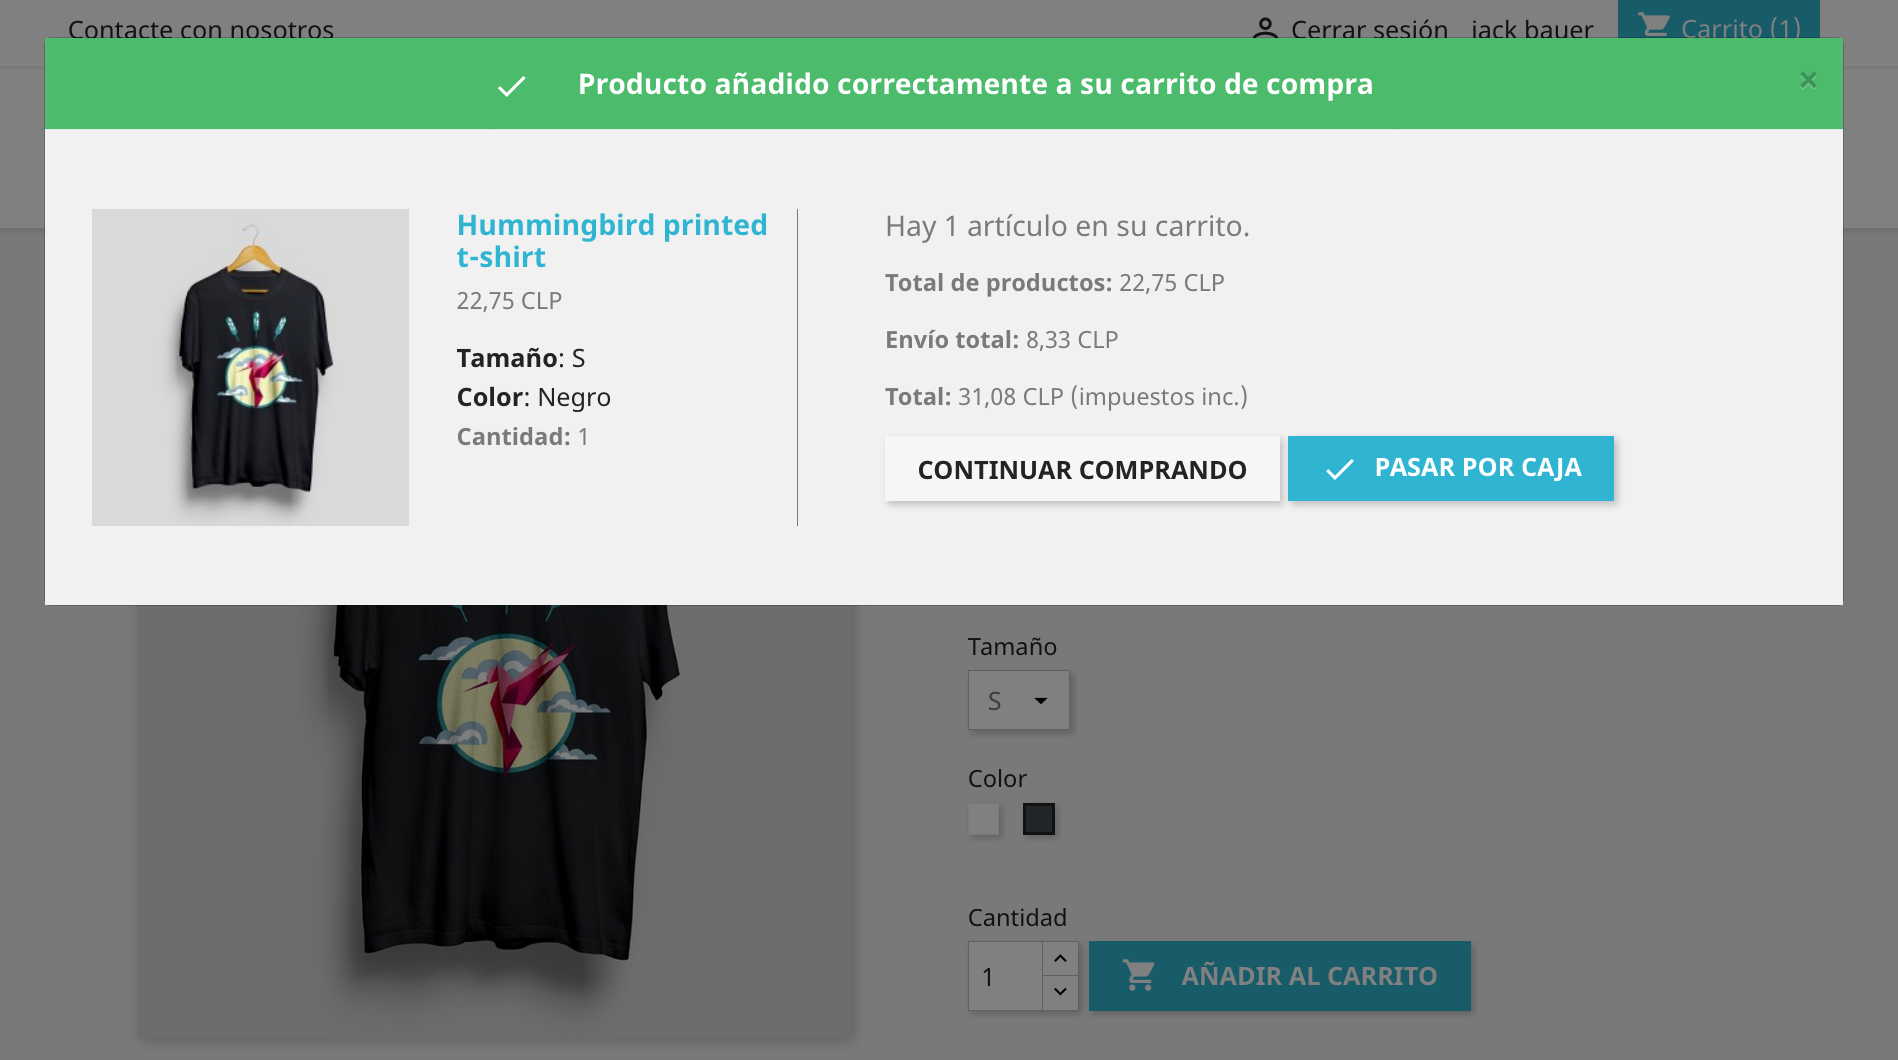 Contacte con nosotros
Cerrar sesión jack bauer Carrito (1)
Producto añadido correctamente a su carrito de compra
×
Hummingbird printed
t-shirt
22,75 CLP
Tamaño: S
Color: Negro
Cantidad: 1
Hay 1 artículo en su carrito.
Total de productos: 22,75 CLP
Envío total: 8,33 CLP
Total: 31,08 CLP (impuestos inc.)
CONTINUAR COMPRANDO
PASAR POR CAJA
Tamaño
S
Color
Cantidad
1
AÑADIR AL CARRITO